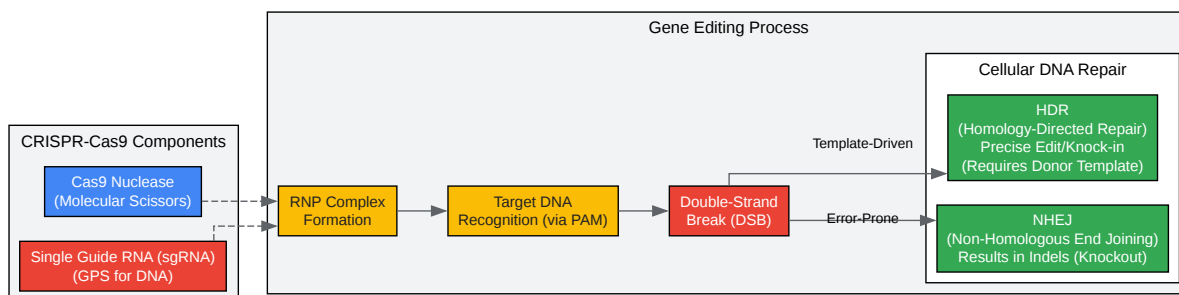 Gene Editing Process
Cellular DNA Repair
HDR
(Homology-Directed Repair)
Precise Edit/Knock-in
(Requires Donor Template)
Template-Driven
CRISPR-Cas9 Components
Cas9 Nuclease
(Molecular Scissors)
RNP Complex
Formation
Target DNA
Recognition (via PAM)
Double-Strand
Break (DSB)
Error-Prone
NHEJ
(Non-Homologous End Joining)
Results in Indels (Knockout)
Single Guide RNA (sgRNA)
(GPS for DNA)